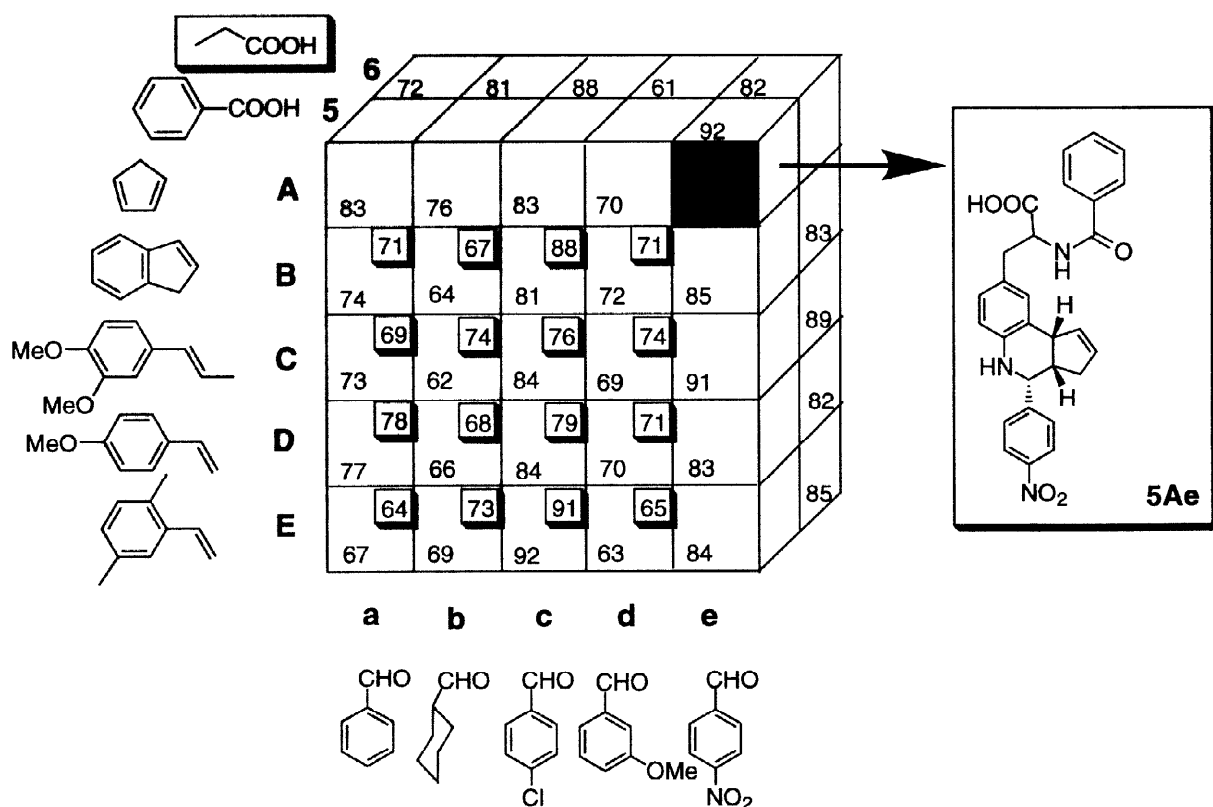 COOH
6
72 81 88 61 82
COOH
5
92
HOOC
N
H
O
A
83 76 83 70
83
71 67 88 71
B
74 64 81 72 85
H
HN
H
NO2
5Ae
89
69 74 76 74
MeO
C
MeO
73 62 84 69 91
82
78 68 79 71
MeO
D
77 66 84 70 83
85
64 73 91 65
E
67 69 92 63 84
a b c d e
CHO CHO CHO CHO CHO
OMe
Cl NO2